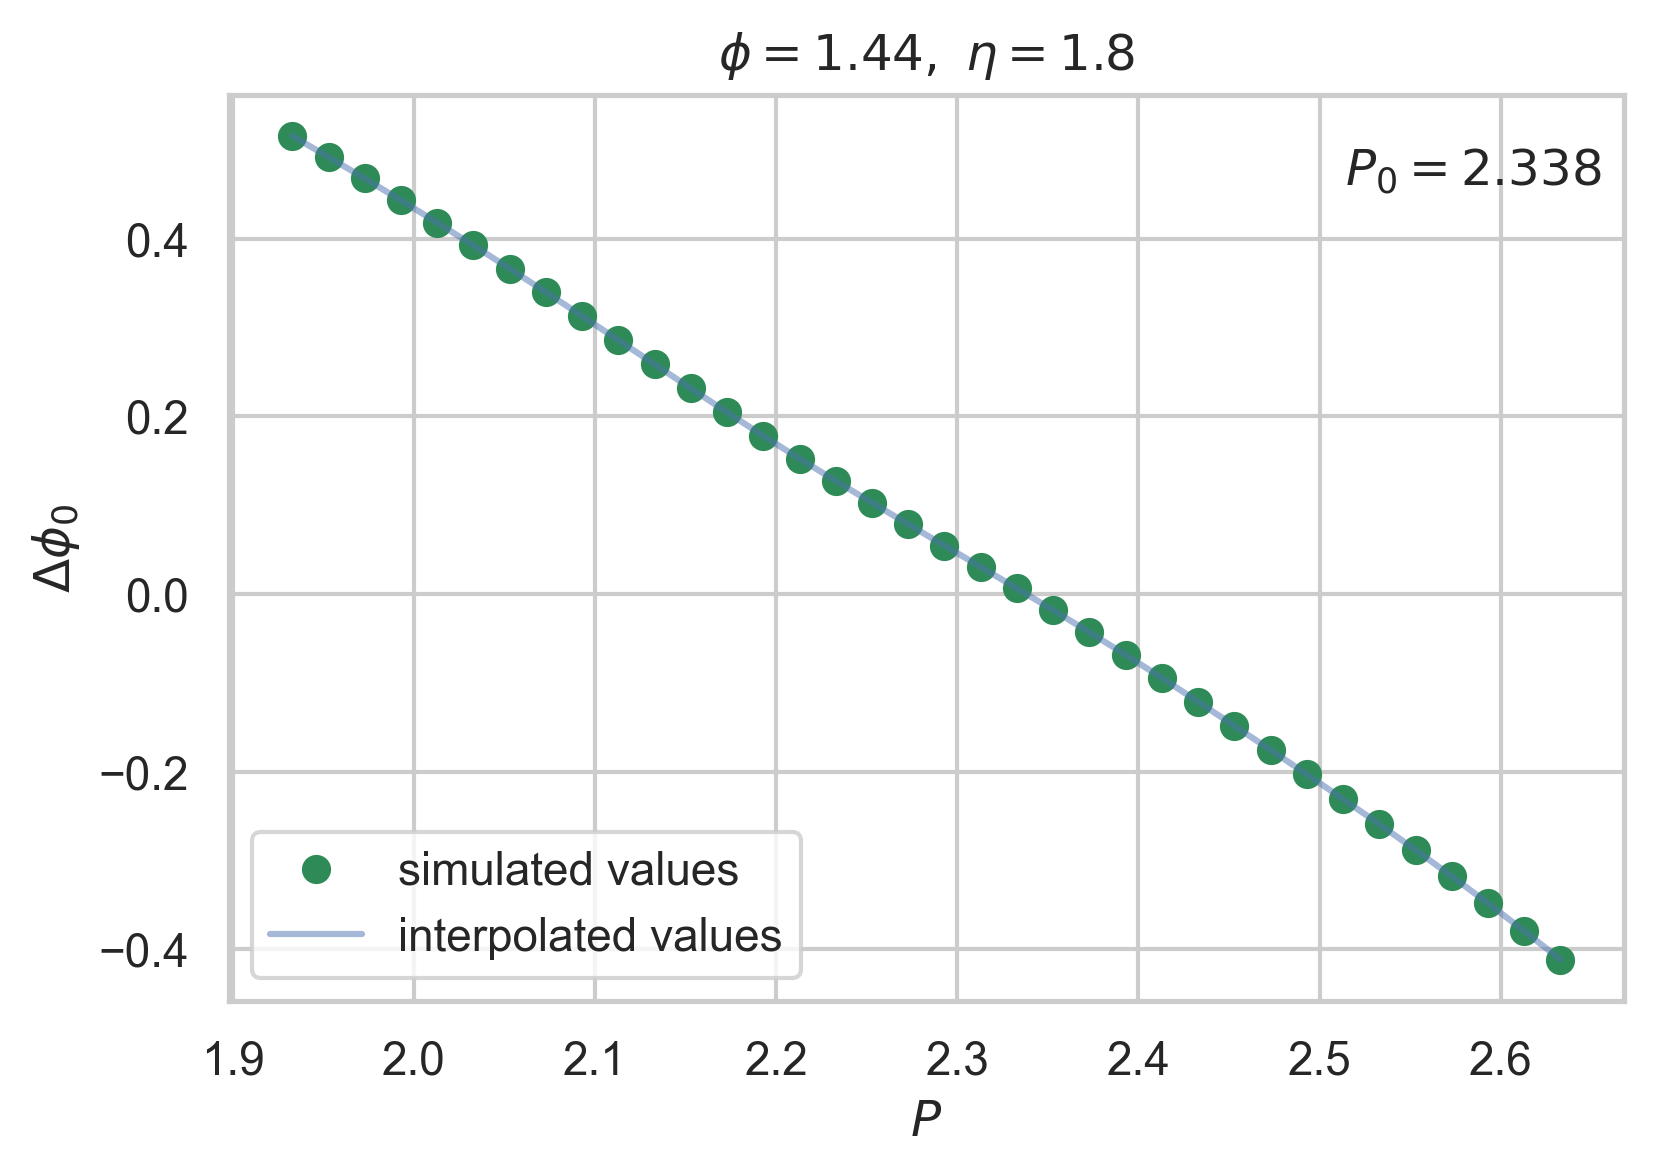 ϕ = 1.44, η = 1.8
P₀ = 2.338
0.4
0.2
0.0
−0.2
−0.4
Δϕ₀
simulated values
interpolated values
1.9 2.0 2.1 2.2 2.3 2.4 2.5 2.6
P